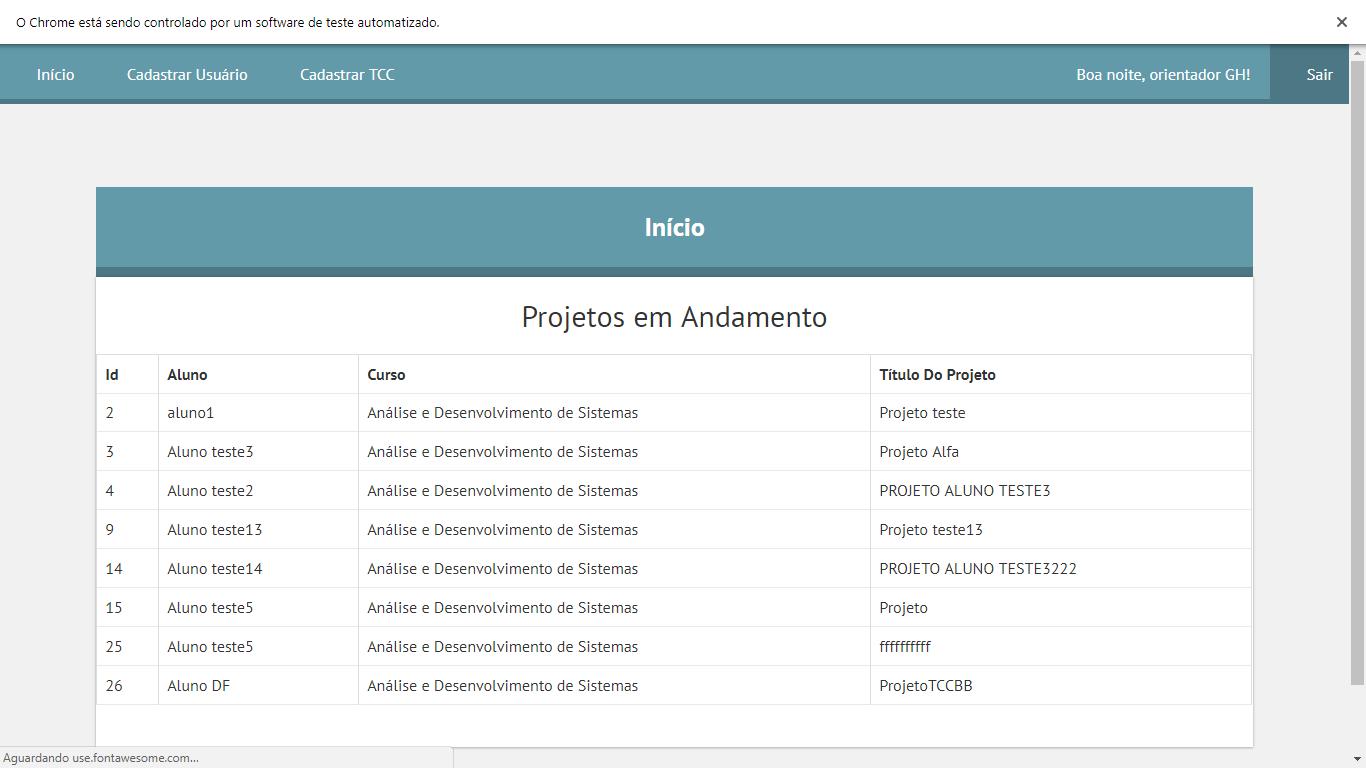 O Chrome está sendo controlado por um software de teste automatizado.
Início Cadastrar Usuário Cadastrar TCC Boa noite, orientador GH! Sair
Início
Projetos em Andamento
Id Aluno Curso Título Do Projeto
2 aluno1 Análise e Desenvolvimento de Sistemas Projeto teste
3 Aluno teste3 Análise e Desenvolvimento de Sistemas Projeto Alfa
4 Aluno teste2 Análise e Desenvolvimento de Sistemas PROJETO ALUNO TESTE3
9 Aluno teste13 Análise e Desenvolvimento de Sistemas Projeto teste13
14 Aluno teste14 Análise e Desenvolvimento de Sistemas PROJETO ALUNO TESTE3222
15 Aluno teste5 Análise e Desenvolvimento de Sistemas Projeto
25 Aluno teste5 Análise e Desenvolvimento de Sistemas ffffffffff
26 Aluno DF Análise e Desenvolvimento de Sistemas ProjetoTCCBB
Aguardando use.fontawesome.com...